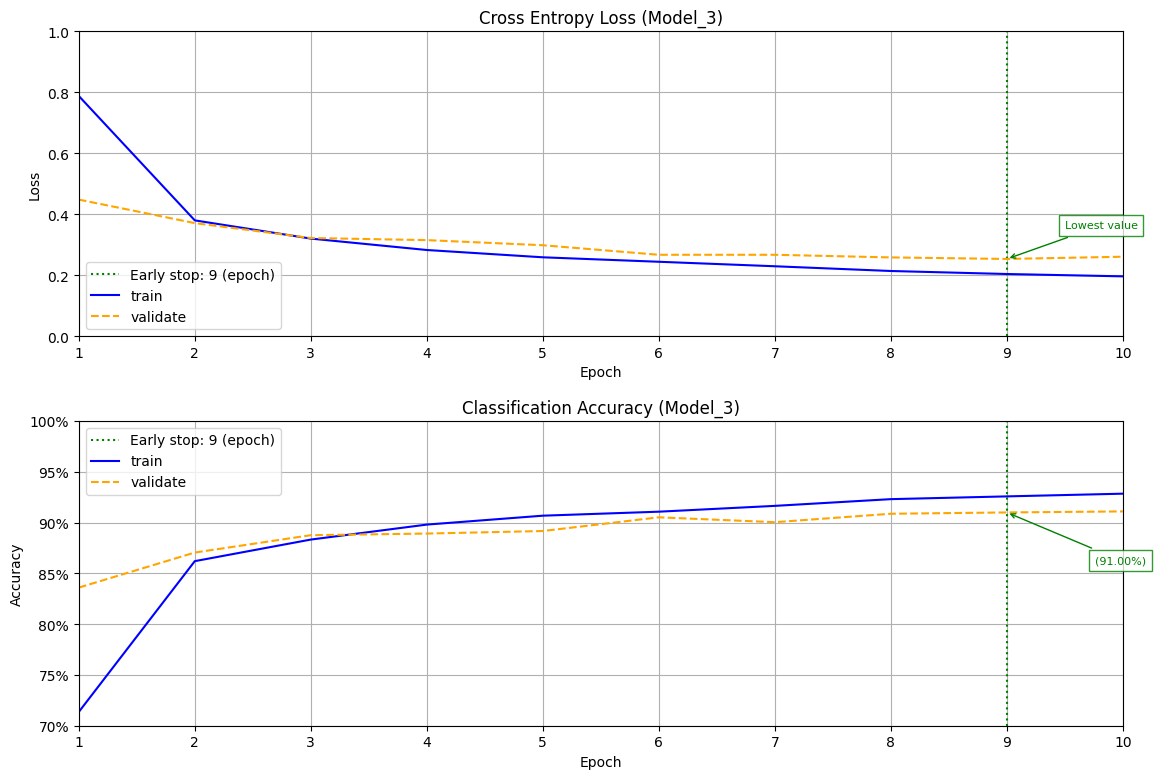 Cross Entropy Loss (Model_3)
1.0
0.8
0.6
0.4
0.2
0.0
Loss
Lowest value
Early stop: 9 (epoch)
train
validate
1 2 3 4 5 6 7 8 9 10
Epoch
Classification Accuracy (Model_3)
100%
95%
90%
85%
80%
75%
70%
Accuracy
Early stop: 9 (epoch)
train
validate
(91.00%)
1 2 3 4 5 6 7 8 9 10
Epoch